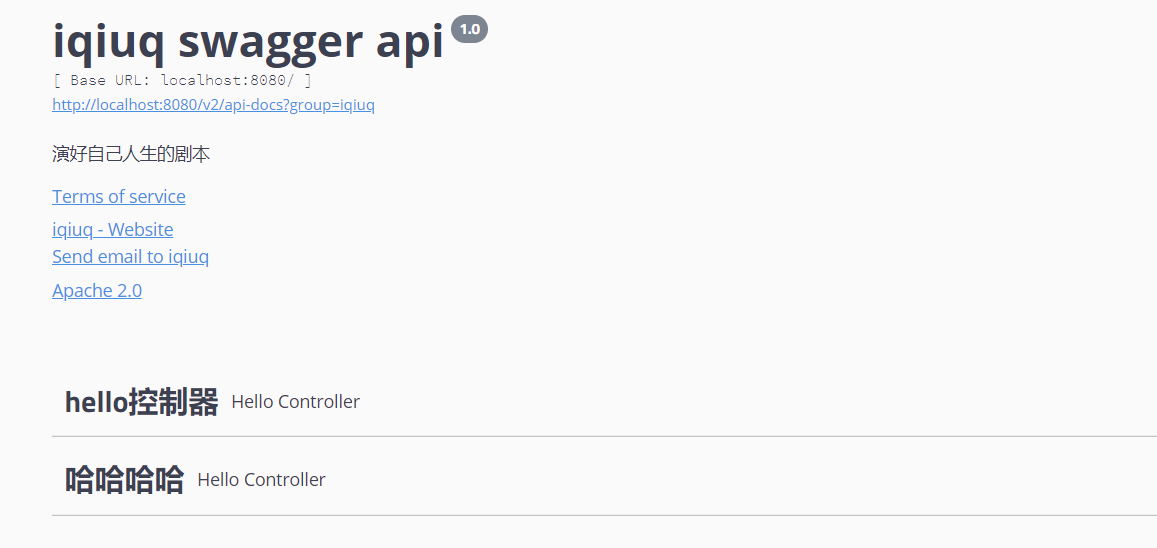 iqiuq swagger api 1.0
[ Base URL: localhost:8080/ ]
http://localhost:8080/v2/api-docs?group=iqiuq
演好自己人生的剧本
Terms of service
iqiuq - Website
Send email to iqiuq
Apache 2.0
hello控制器 Hello Controller
哈哈哈哈 Hello Controller